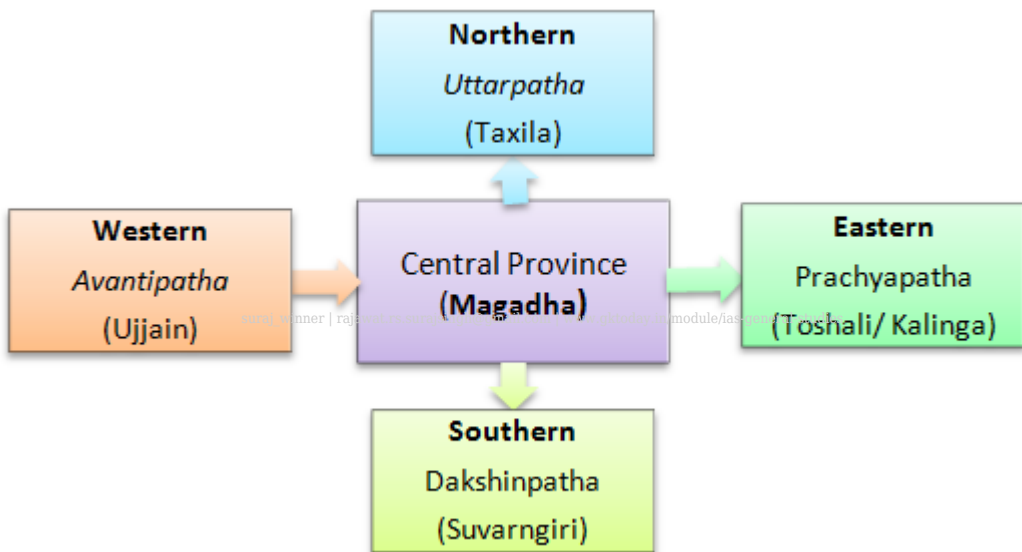 Northern
Uttarpatha
(Taxila)
Western
Avantipatha
(Ujjain)
Central Province
(Magadha)
Eastern
Prachyapatha
(Toshali/ Kalinga)
Southern
Dakshinpatha
(Suvarngiri)